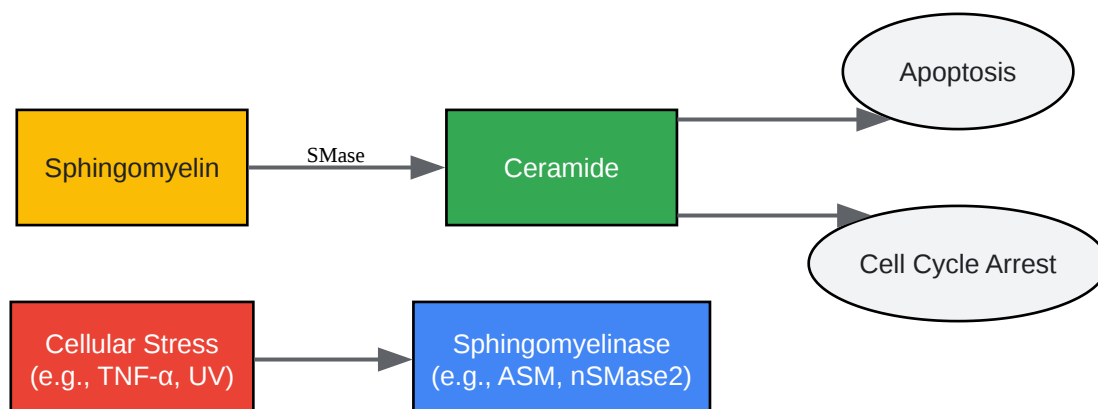 Apoptosis
Sphingomyelin
SMase
Ceramide
Cell Cycle Arrest
Cellular Stress
(e.g., TNF-α, UV)
Sphingomyelinase
(e.g., ASM, nSMase2)